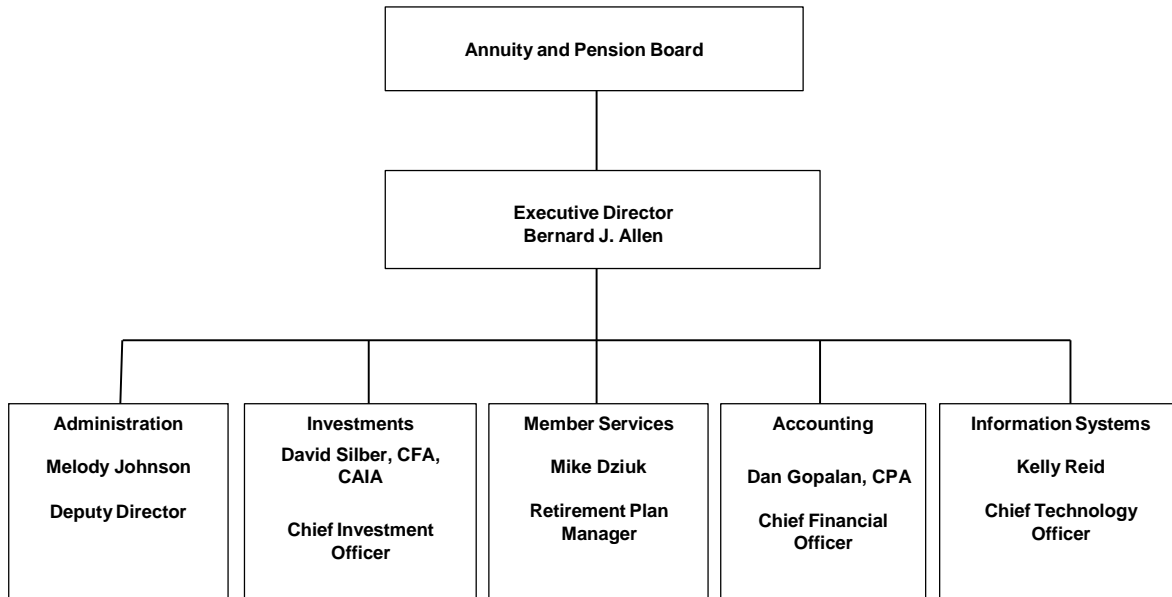 Annuity and Pension Board
Executive Director
Bernard J. Allen
Administration
Melody Johnson
Deputy Director
Investments
David Silber, CFA,
CAIA
Chief Investment
Officer
Member Services
Mike Dziuk
Retirement Plan
Manager
Accounting
Dan Gopalan, CPA
Chief Financial
Officer
Information Systems
Kelly Reid
Chief Technology
Officer